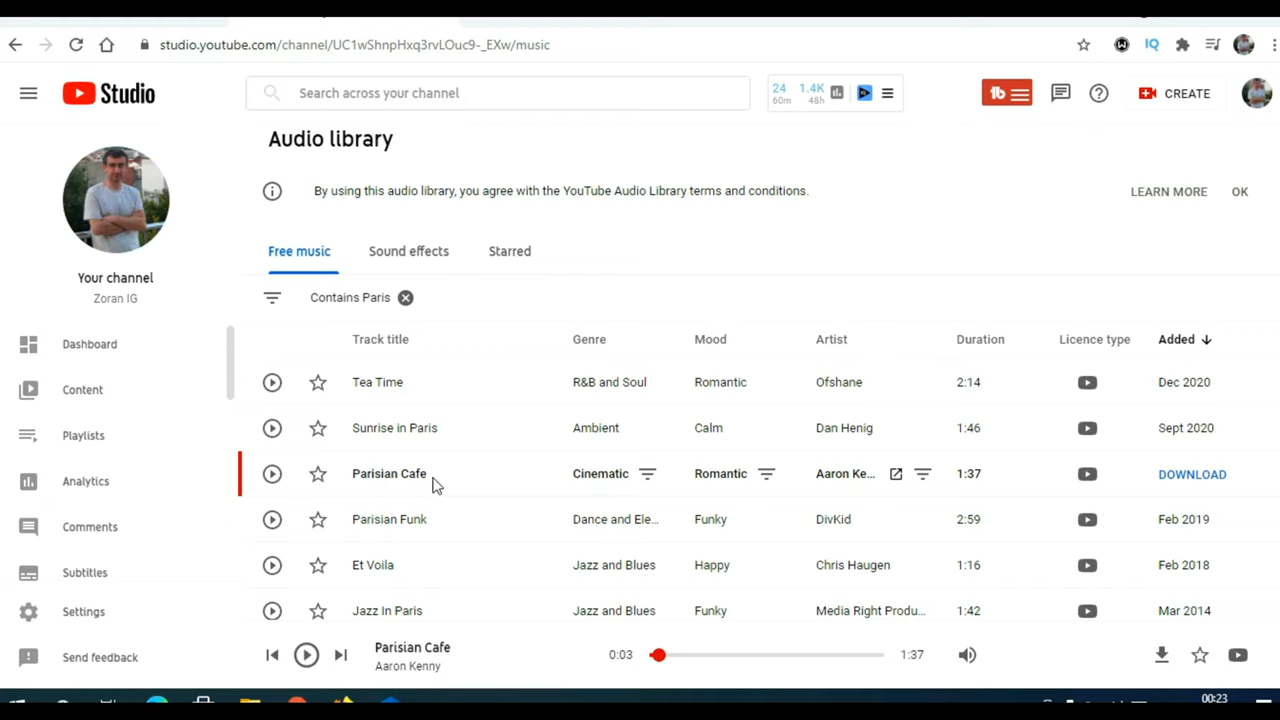 studio.youtube.com/channel/UC1wShnpHxq3rvLOuc9-_EXw/music
IQ
Studio
Search across your channel
24 1.4K
60m 48h
tb
CREATE
Audio library
By using this audio library, you agree with the YouTube Audio Library terms and conditions.
LEARN MORE OK
Free music Sound effects Starred
Your channel
Zoran IG
Contains Paris
Dashboard
Content
Playlists
Analytics
Comments
Subtitles
Settings
Send feedback
Track title Genre Mood Artist Duration Licence type Added
Tea Time R&B and Soul Romantic Ofshane 2:14 Dec 2020
Sunrise in Paris Ambient Calm Dan Henig 1:46 Sept 2020
Parisian Cafe Cinematic Romantic Aaron Ke... 1:37 DOWNLOAD
Parisian Funk Dance and Ele... Funky DivKid 2:59 Feb 2019
Et Voila Jazz and Blues Happy Chris Haugen 1:16 Feb 2018
Jazz In Paris Jazz and Blues Funky Media Right Produ... 1:42 Mar 2014
Parisian Cafe
Aaron Kenny
0:03 1:37
00:23